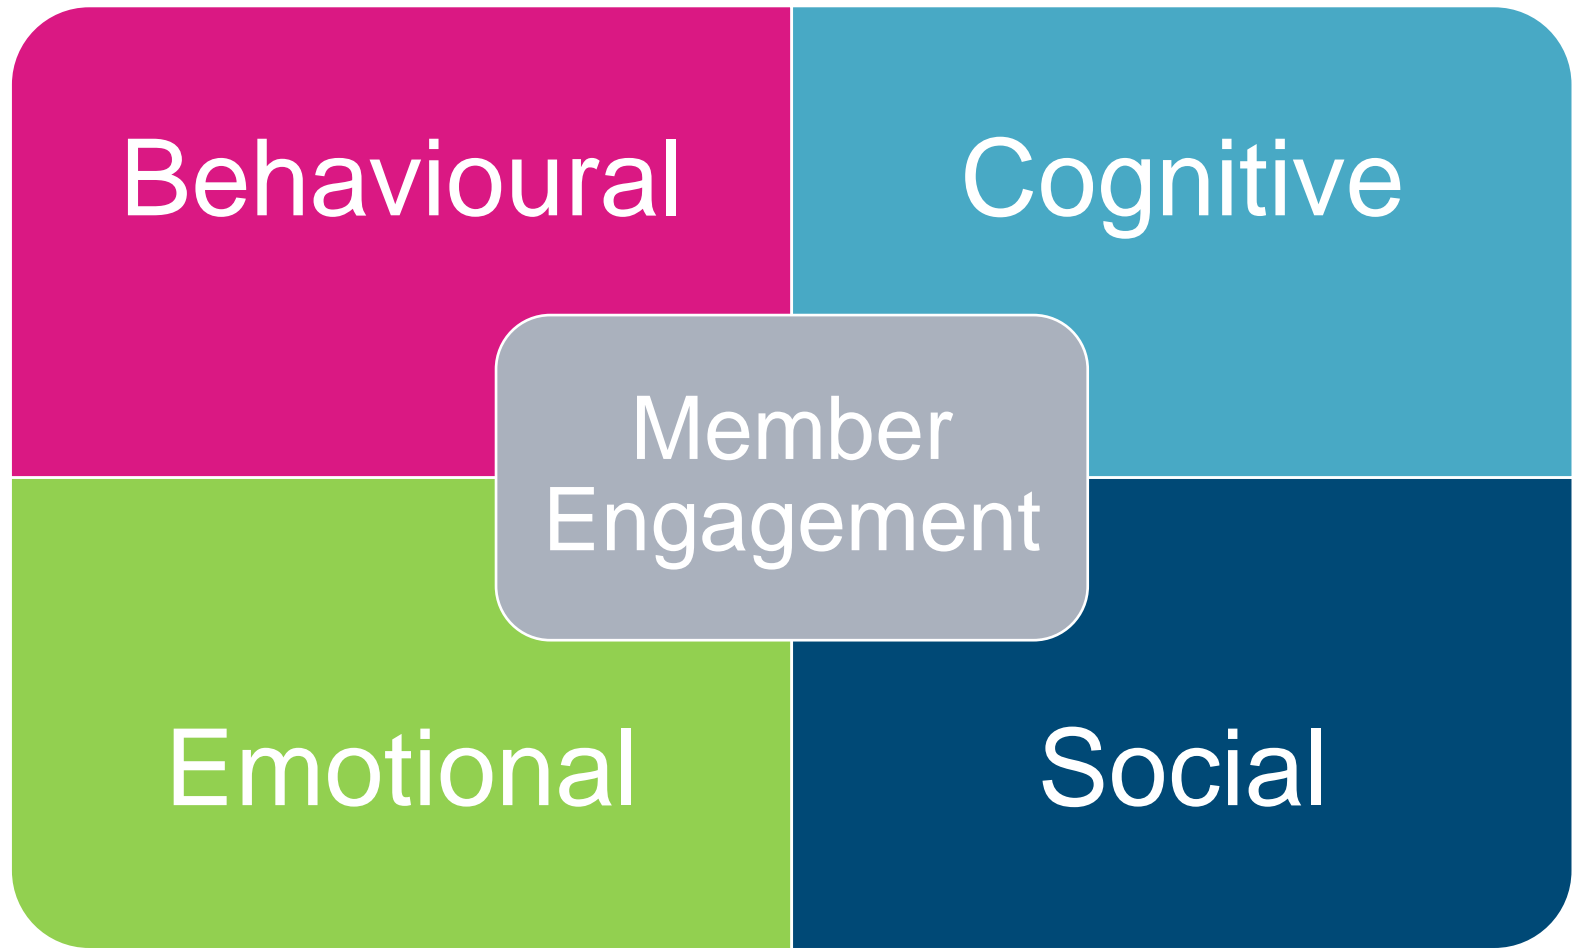 Behavioural
Cognitive
Member
Engagement
Emotional
Social